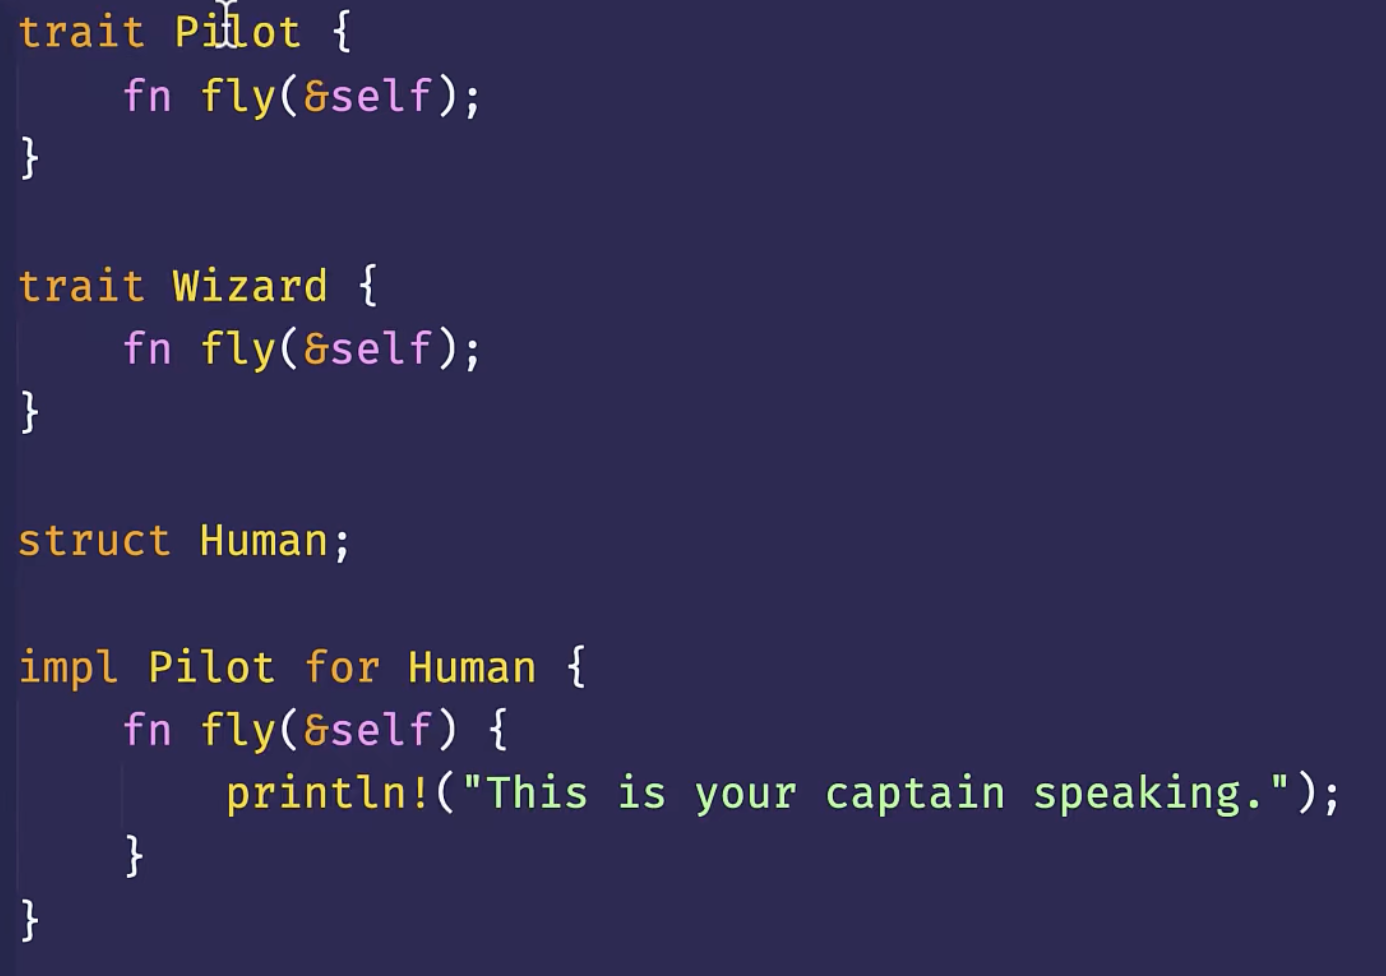 trait Pilot {
    fn fly(&self);
}
trait Wizard {
    fn fly(&self);
}
struct Human;
impl Pilot for Human {
    fn fly(&self) {
        println!("This is your captain speaking.");
    }
}